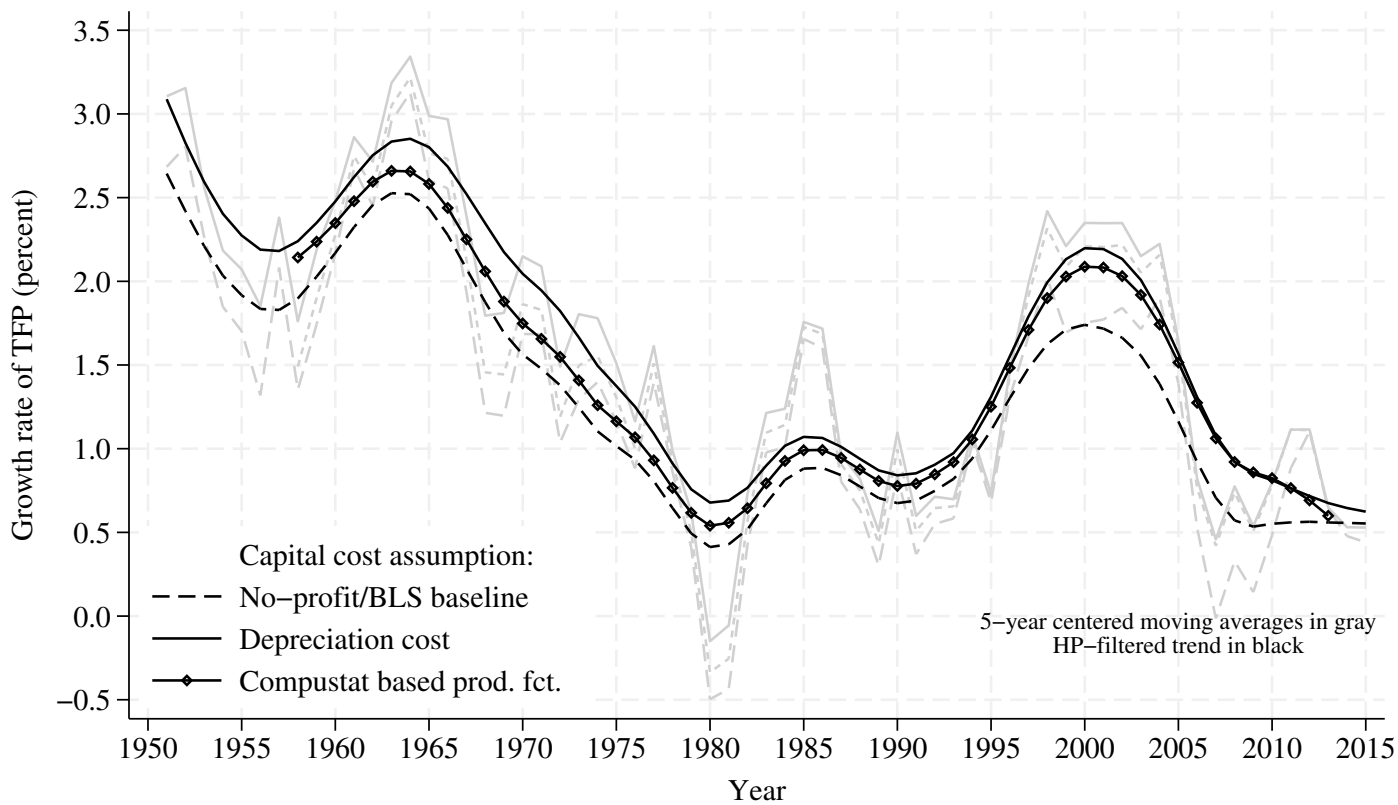 3.5
3.0
2.5
2.0
1.5
1.0
0.5
0.0
−0.5
Growth rate of TFP (percent)
Capital cost assumption:
No−profit/BLS baseline
Depreciation cost
Compustat based prod. fct.
5−year centered moving averages in gray
HP−filtered trend in black
1950 1955 1960 1965 1970 1975 1980 1985 1990 1995 2000 2005 2010 2015
Year